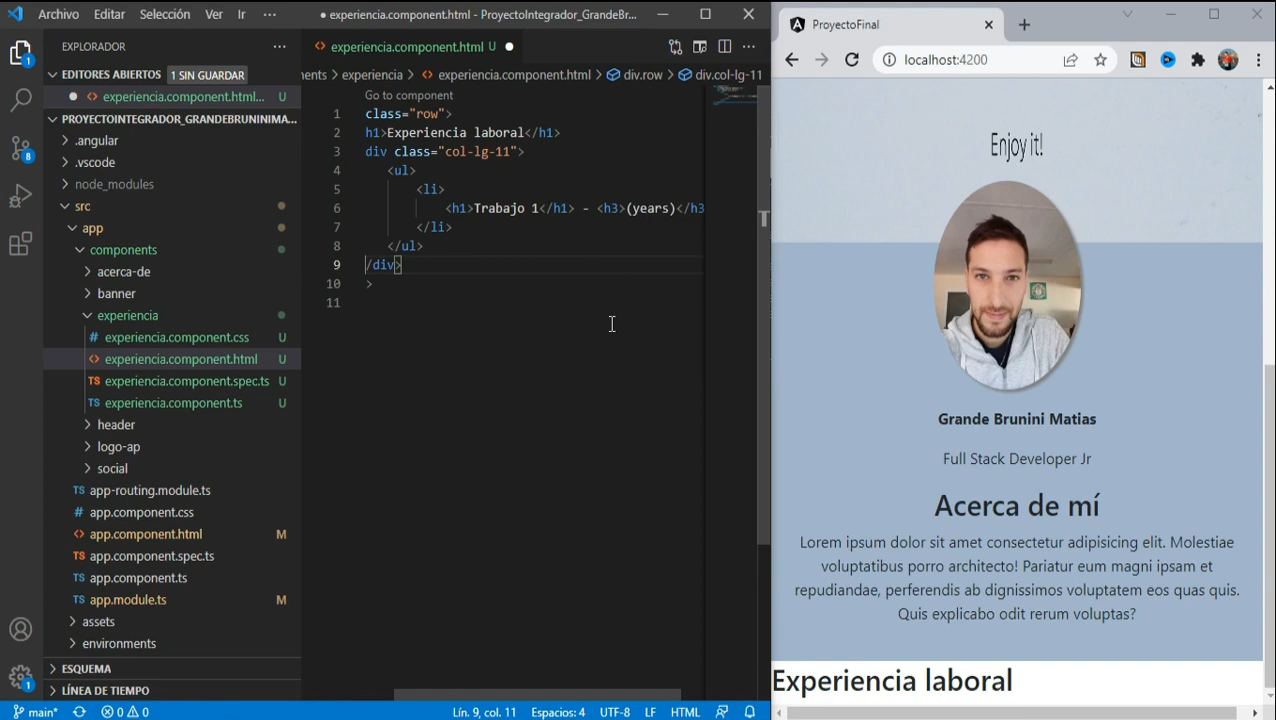 Archivo Editar Selección Ver Ir ··· ● experiencia.component.html - ProyectoIntegrador_GrandeBr...
EXPLORADOR ···
EDITORES ABIERTOS 1 SIN GUARDAR
● experiencia.component.html... U
PROYECTOINTEGRADOR_GRANDEBRUNINIMA...
.angular
.vscode
node_modules
src
app
components
acerca-de
banner
experiencia
# experiencia.component.css U
<> experiencia.component.html U
TS experiencia.component.spec.ts U
TS experiencia.component.ts U
header
logo-ap
social
TS app-routing.module.ts
# app.component.css
<> app.component.html M
TS app.component.spec.ts
TS app.component.ts
TS app.module.ts M
assets
environments
ESQUEMA
LÍNEA DE TIEMPO
<> experiencia.component.html U ●
nents > experiencia > <> experiencia.component.html > div.row > div.col-lg-11
Go to component
1 class="row">
2 h1>Experiencia laboral</h1>
3 div class="col-lg-11">
4 <ul>
5 <li>
6 <h1>Trabajo 1</h1> - <h3>(years)</h3
7 </li>
8 </ul>
9 /div>
10 >
11
main* 0 0 Lín. 9, col. 11 Espacios: 4 UTF-8 LF HTML
1
8
1
ProyectoFinal
localhost:4200
Enjoy it!
Grande Brunini Matias
Full Stack Developer Jr
Acerca de mí
Lorem ipsum dolor sit amet consectetur adipisicing elit. Molestiae
voluptatibus porro architecto! Pariatur eum magni ipsam et
repudiandae, perferendis ab dignissimos voluptatem eos quas quis.
Quis explicabo odit rerum voluptas?
Experiencia laboral